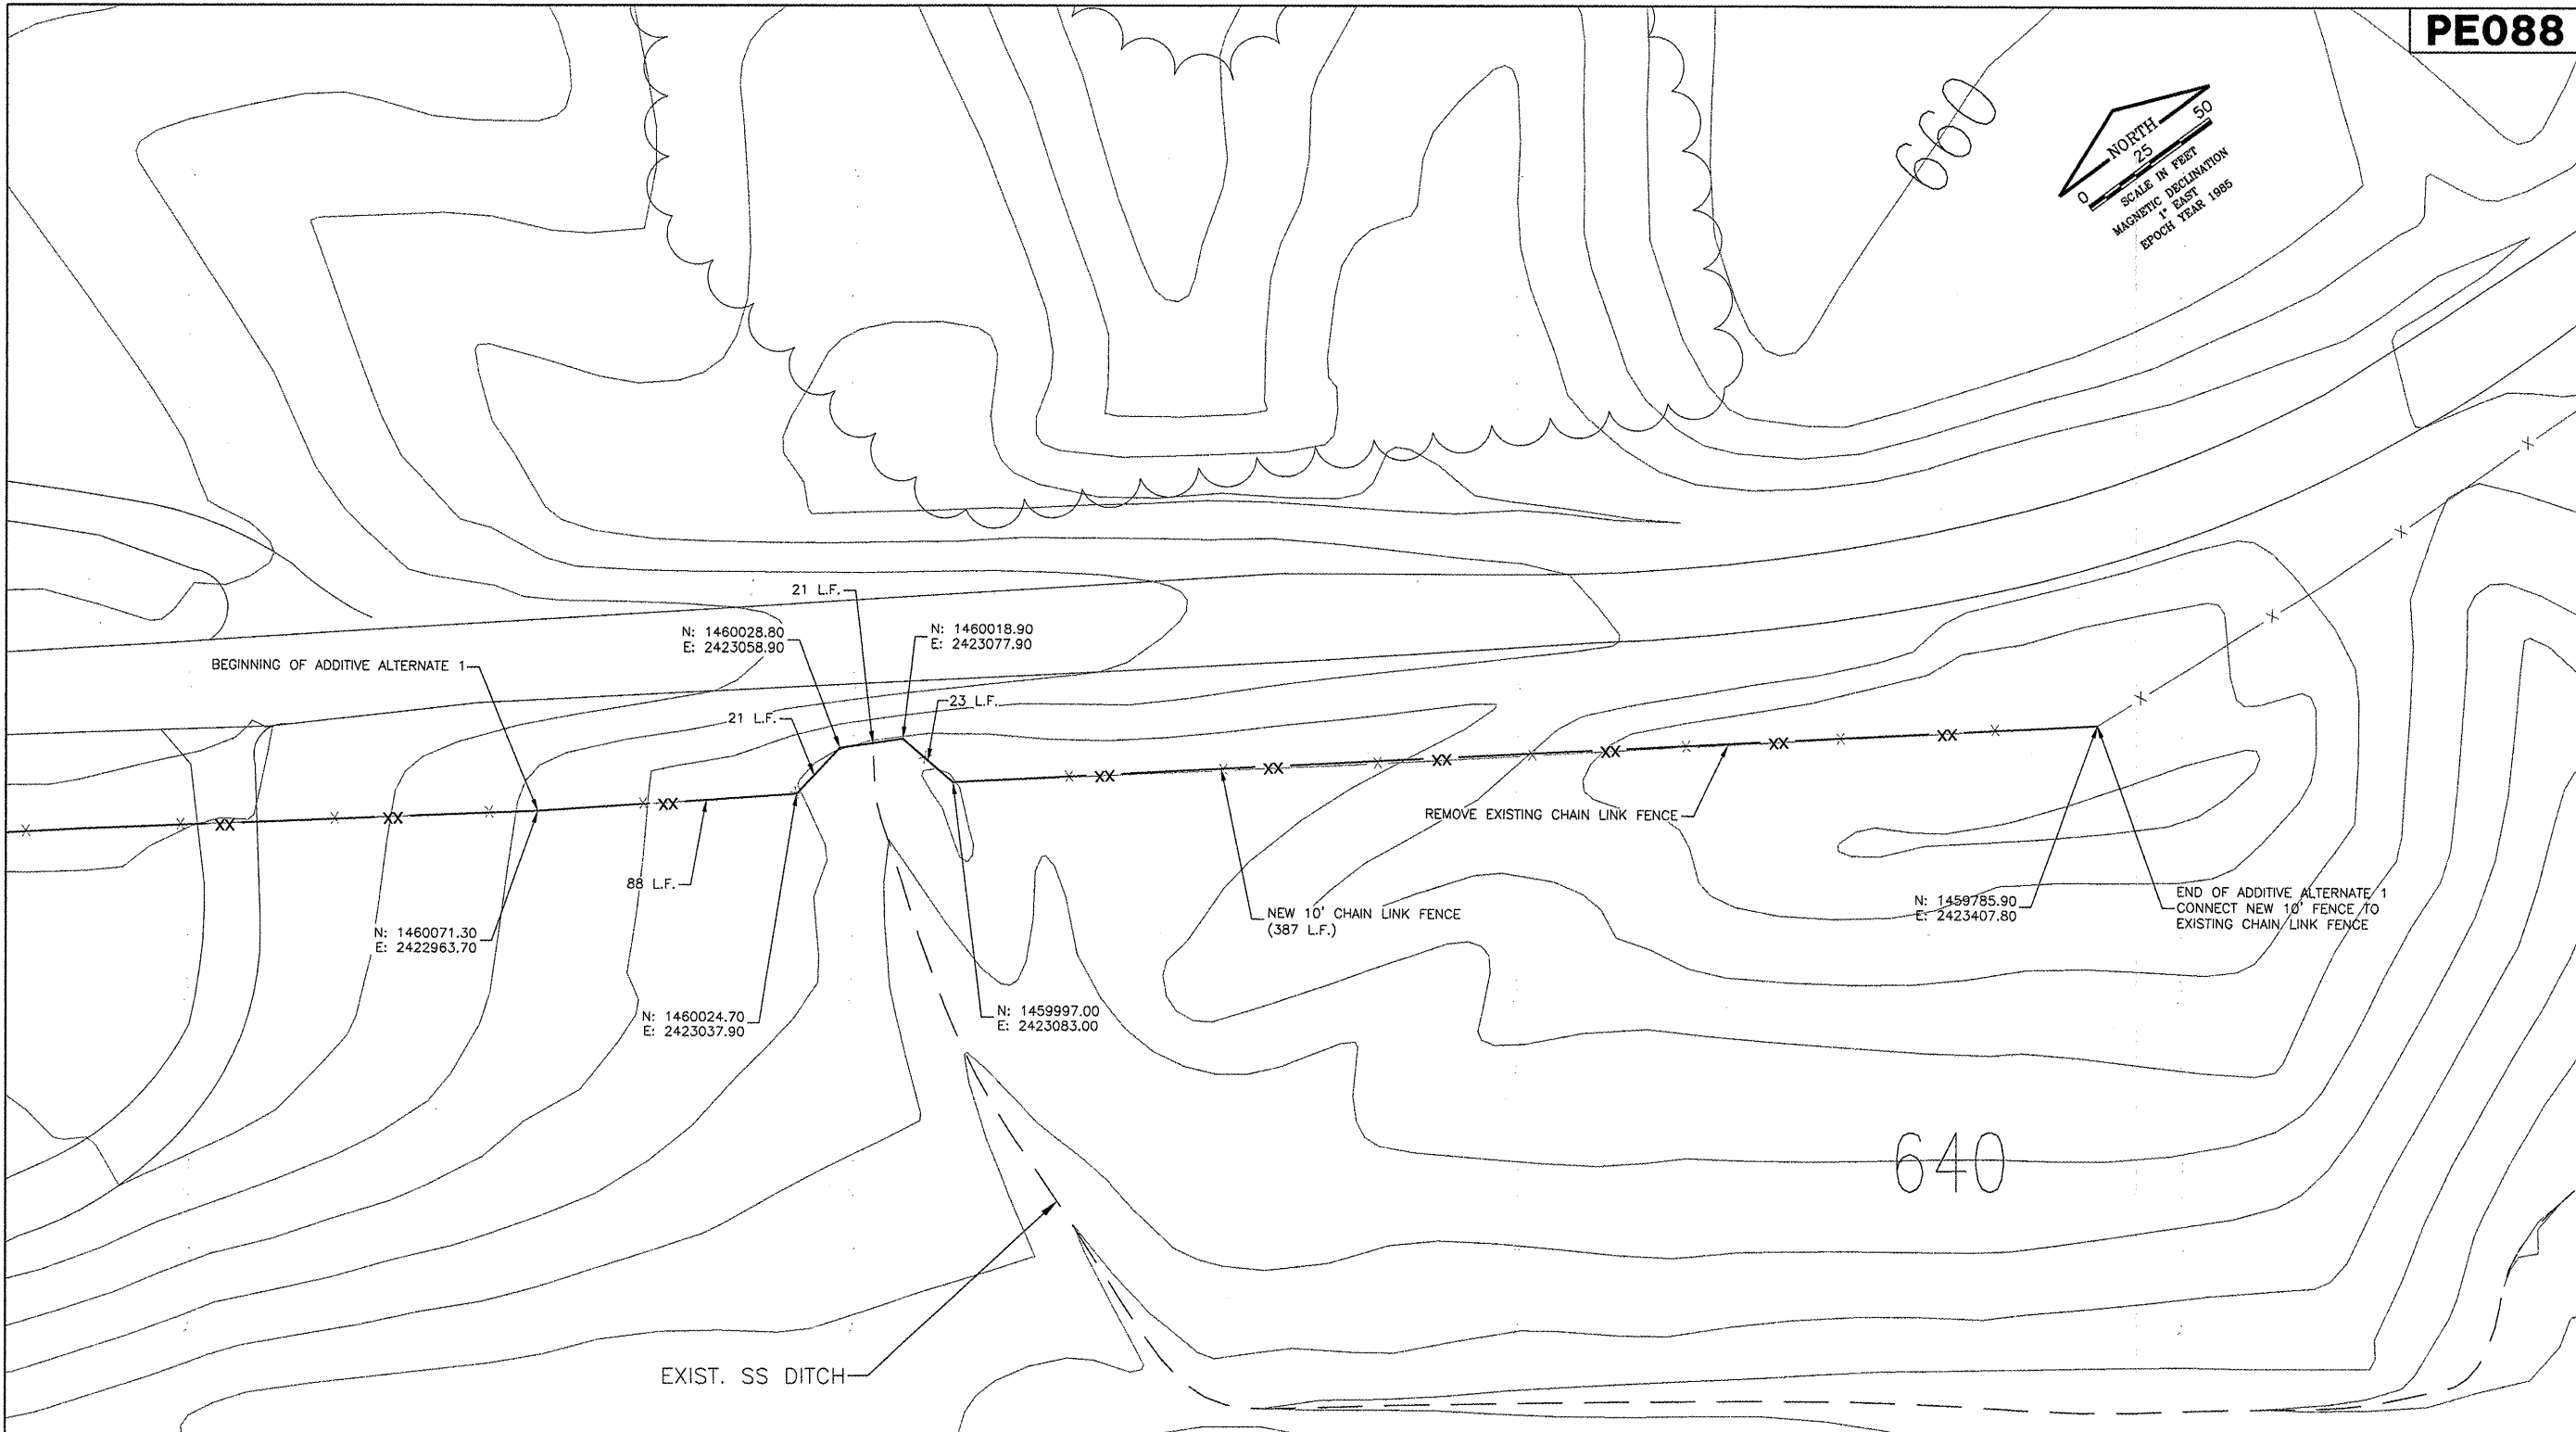 PE088
660
NORTH
0 25 50
SCALE IN FEET
MAGNETIC DECLINATION
1° EAST
EPOCH YEAR 1985
21 L.F.
N: 1460028.80
E: 2423058.90
N: 1460018.90
E: 2423077.90
BEGINNING OF ADDITIVE ALTERNATE 1
23 L.F.
21 L.F.
REMOVE EXISTING CHAIN LINK FENCE
88 L.F.
NEW 10' CHAIN LINK FENCE
(387 L.F.)
N: 1459785.90
E: 2423407.80
END OF ADDITIVE ALTERNATE 1
CONNECT NEW 10' FENCE TO
EXISTING CHAIN LINK FENCE
N: 1460071.30
E: 2422963.70
N: 1460024.70
E: 2423037.90
N: 1459997.00
E: 2423083.00
640
EXIST. SS DITCH